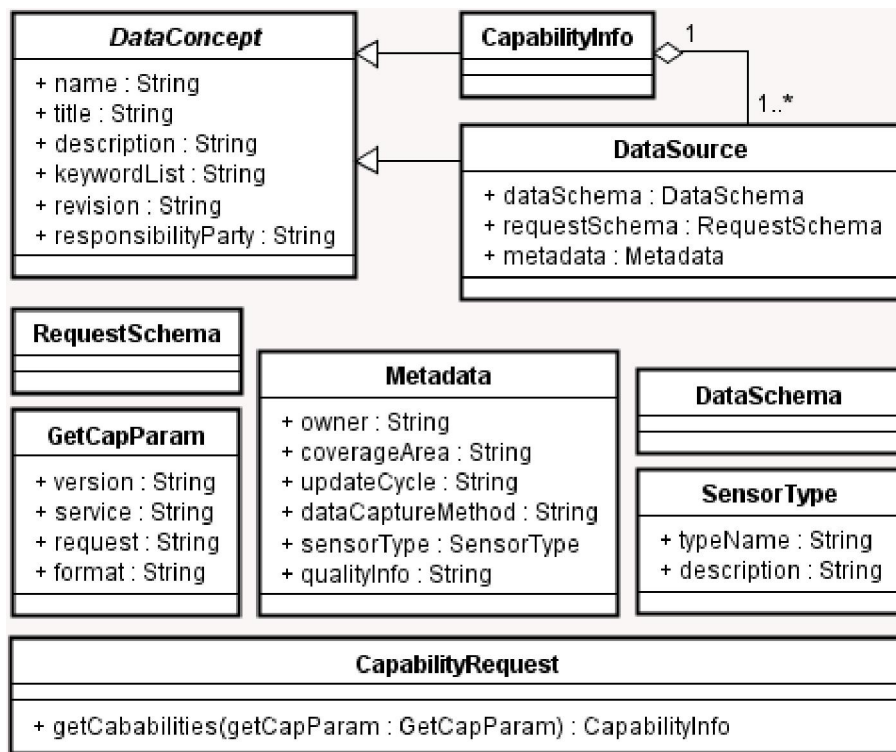 DataConcept
+ name : String
+ title : String
+ description : String
+ keywordList : String
+ revision : String
+ responsibilityParty : String
CapabilityInfo
1
1..*
DataSource
+ dataSchema : DataSchema
+ requestSchema : RequestSchema
+ metadata : Metadata
RequestSchema
GetCapParam
+ version : String
+ service : String
+ request : String
+ format : String
Metadata
+ owner : String
+ coverageArea : String
+ updateCycle : String
+ dataCaptureMethod : String
+ sensorType : SensorType
+ qualityInfo : String
DataSchema
SensorType
+ typeName : String
+ description : String
CapabilityRequest
+ getCababilities(getCapParam : GetCapParam) : CapabilityInfo